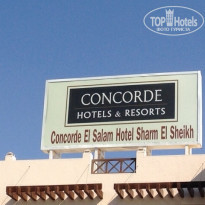 TOP Hotels
CONCORDE
HOTELS & RESORTS
Concorde El Salam Hotel Sharm El Sheikh